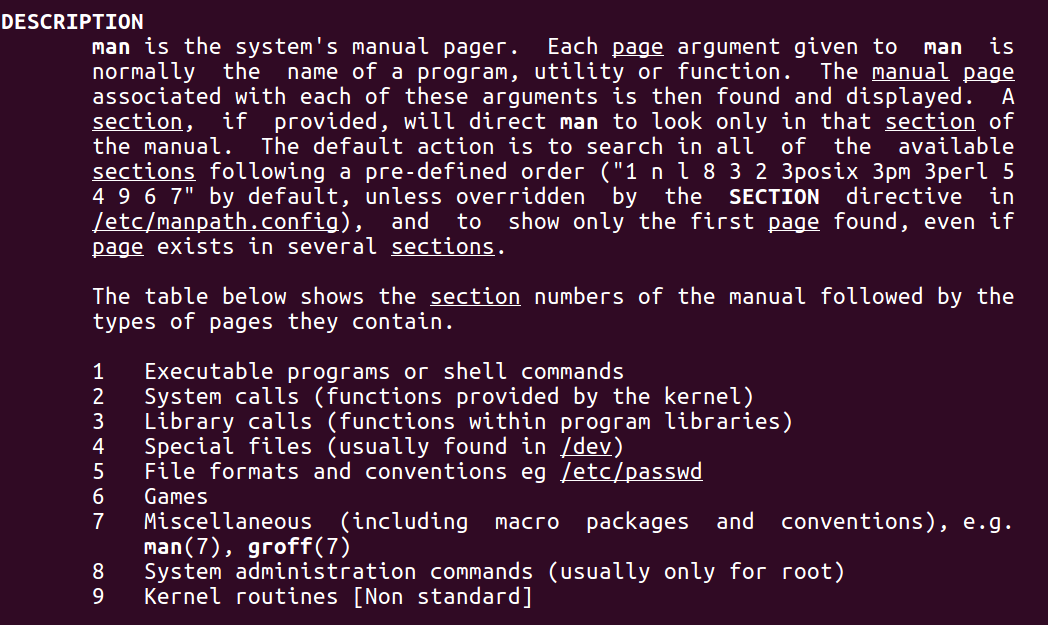 DESCRIPTION
man is the system's manual pager. Each page argument given to man is
normally the name of a program, utility or function. The manual page
associated with each of these arguments is then found and displayed. A
section, if provided, will direct man to look only in that section of
the manual. The default action is to search in all of the available
sections following a pre-defined order ("1 n l 8 3 2 3posix 3pm 3perl 5
4 9 6 7" by default, unless overridden by the SECTION directive in
/etc/manpath.config), and to show only the first page found, even if
page exists in several sections.
The table below shows the section numbers of the manual followed by the
types of pages they contain.
1 Executable programs or shell commands
2 System calls (functions provided by the kernel)
3 Library calls (functions within program libraries)
4 Special files (usually found in /dev)
5 File formats and conventions eg /etc/passwd
6 Games
7 Miscellaneous (including macro packages and conventions), e.g.
man(7), groff(7)
8 System administration commands (usually only for root)
9 Kernel routines [Non standard]